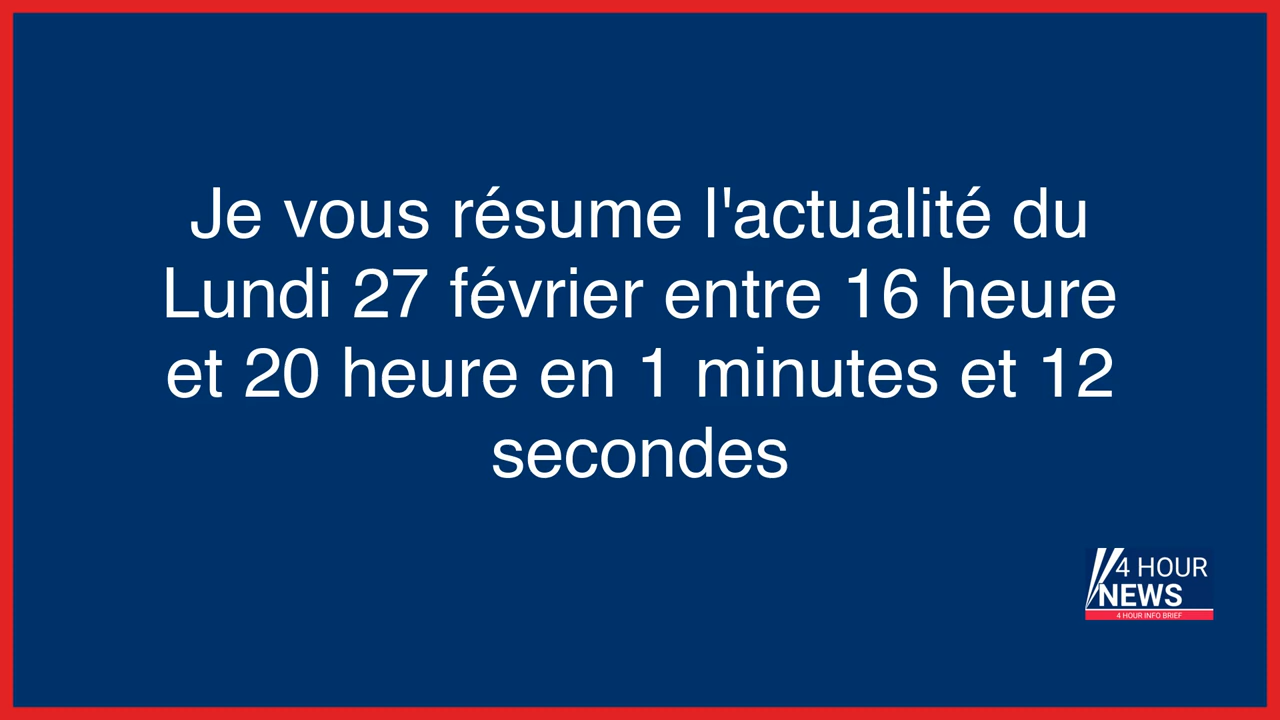 Je vous résume l'actualité du
Lundi 27 février entre 16 heure
et 20 heure en 1 minutes et 12
secondes
4 HOUR
NEWS
4 HOUR INFO BRIEF